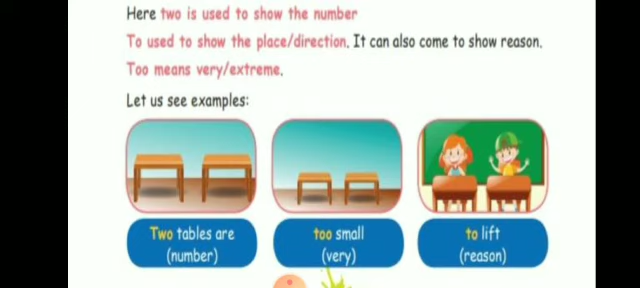 Here two is used to show the number
To used to show the place/direction. It can also come to show reason.
Too means very/extreme.
Let us see examples:
Two tables are
(number)
too small
(very)
to lift
(reason)